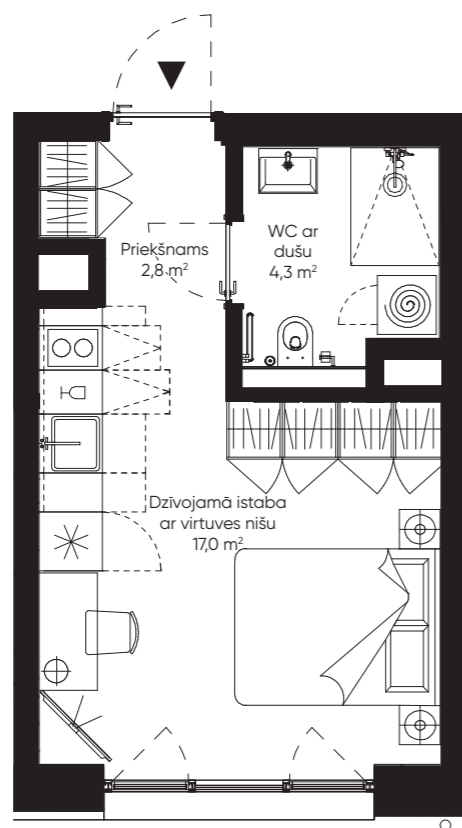 Priekšnams
2,8 m²
WC ar
dušu
4,3 m²
Dzīvojamā istaba
ar virtuves nišu
17,0 m²